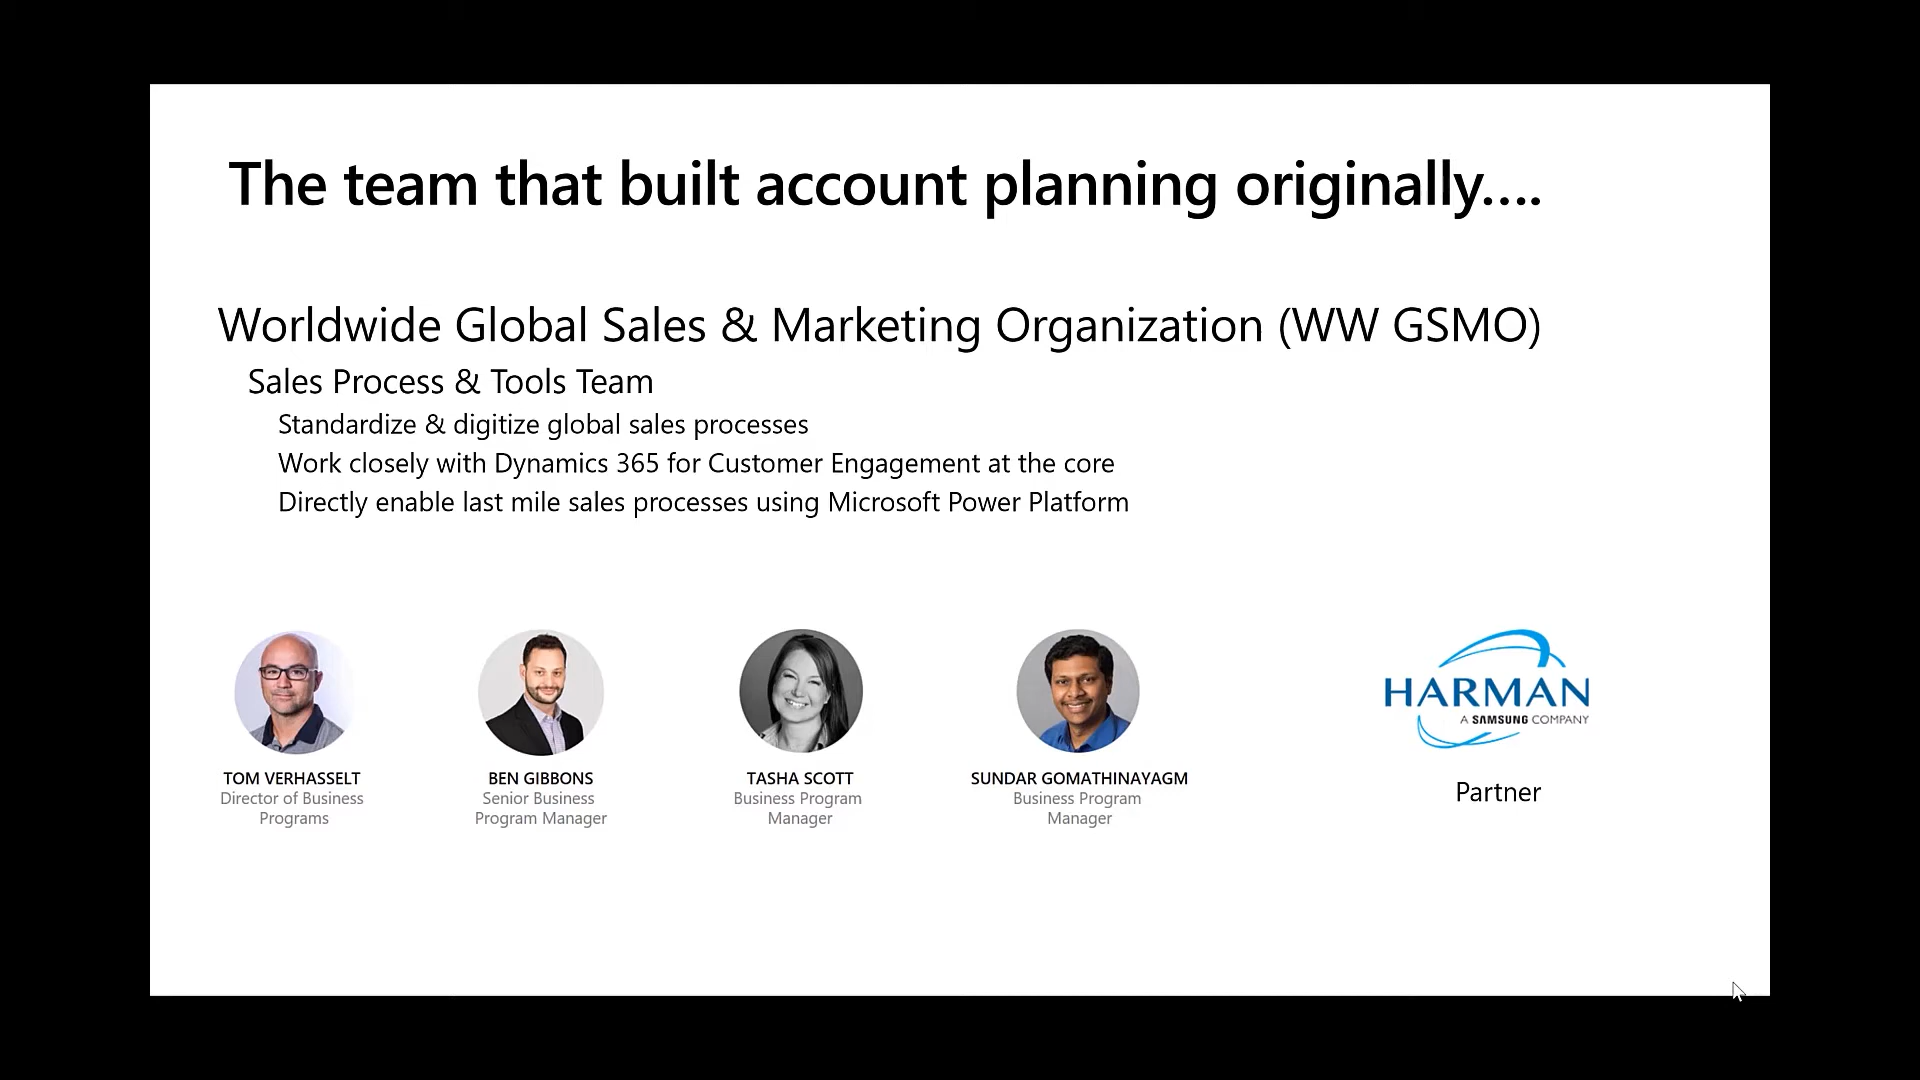 The team that built account planning originally....
Worldwide Global Sales & Marketing Organization (WW GSMO)
Sales Process & Tools Team
Standardize & digitize global sales processes
Work closely with Dynamics 365 for Customer Engagement at the core
Directly enable last mile sales processes using Microsoft Power Platform
TOM VERHASSELT
Director of Business
Programs
BEN GIBBONS
Senior Business
Program Manager
TASHA SCOTT
Business Program
Manager
SUNDAR GOMATHINAYAGM
Business Program
Manager
HARMAN
A SAMSUNG COMPANY
Partner